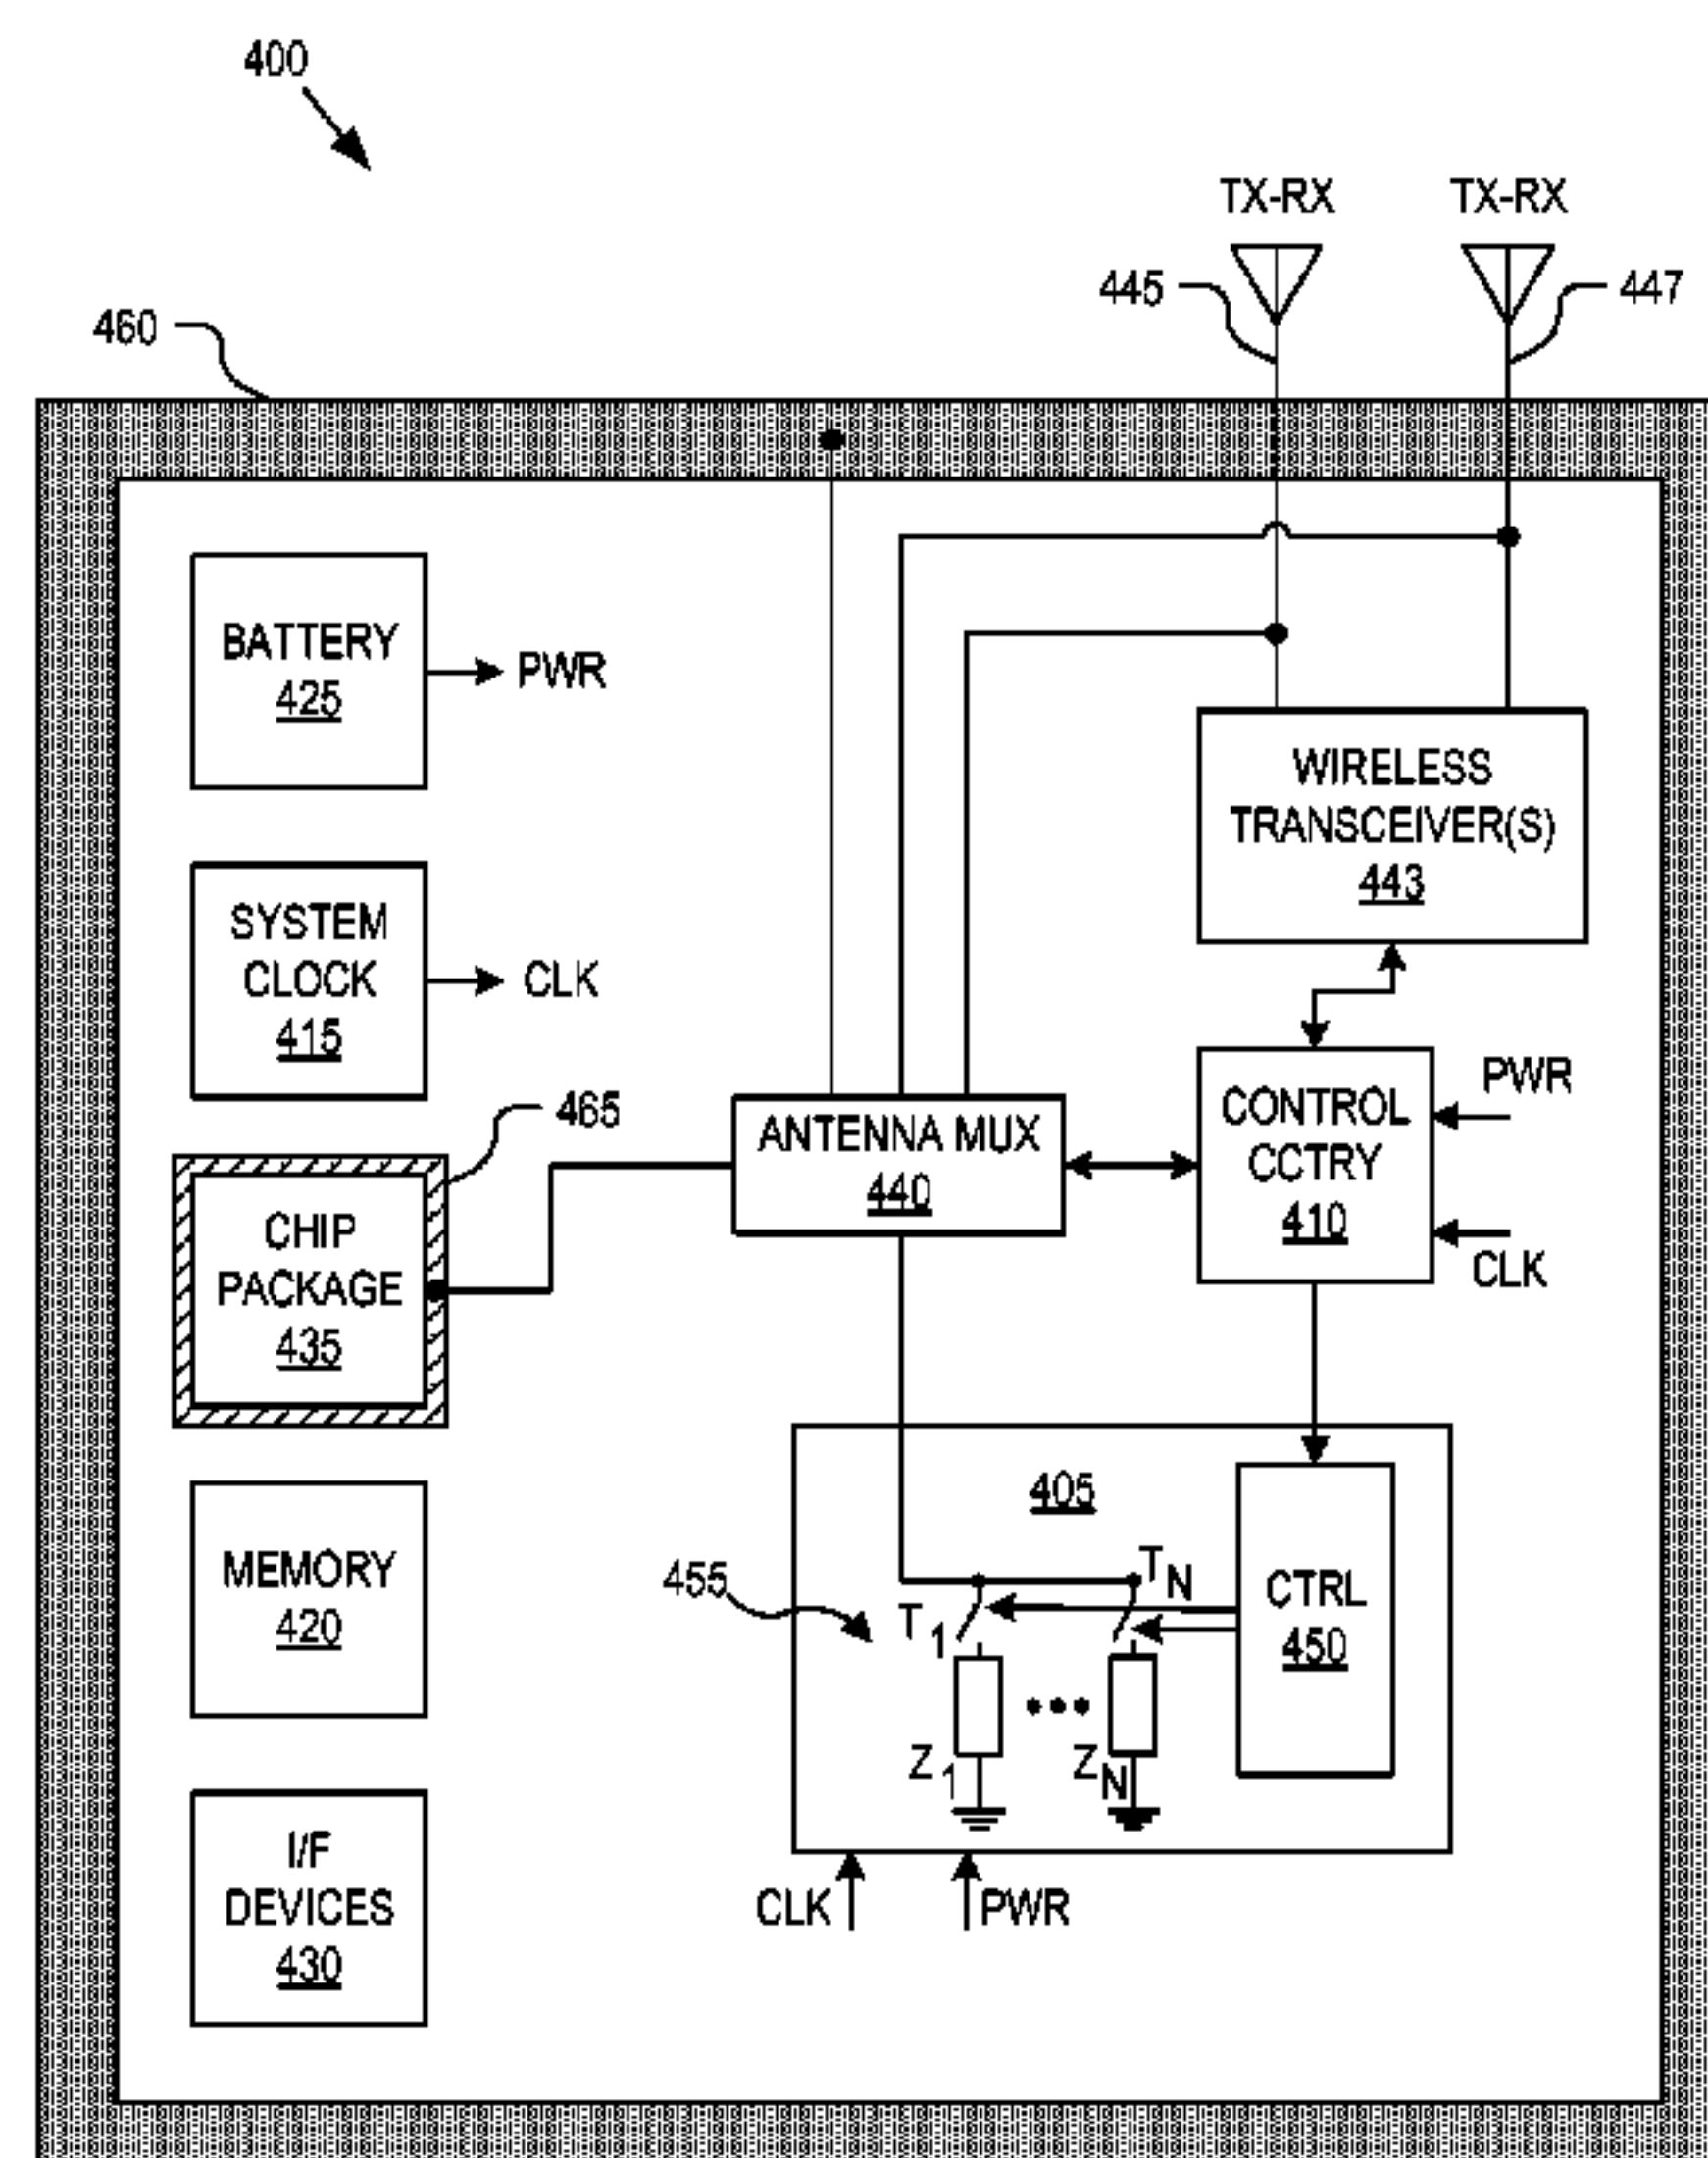 400
TX-RX
TX-RX
445
447
460
BATTERY
425
PWR
WIRELESS
TRANSCEIVER(S)
443
SYSTEM
CLOCK
415
CLK
465
PWR
CONTROL
CCTRY
410
CLK
ANTENNA MUX
440
CHIP
PACKAGE
435
405
455
T1
TN
CTRL
450
Z1
ZN
MEMORY
420
I/F
DEVICES
430
CLK
PWR